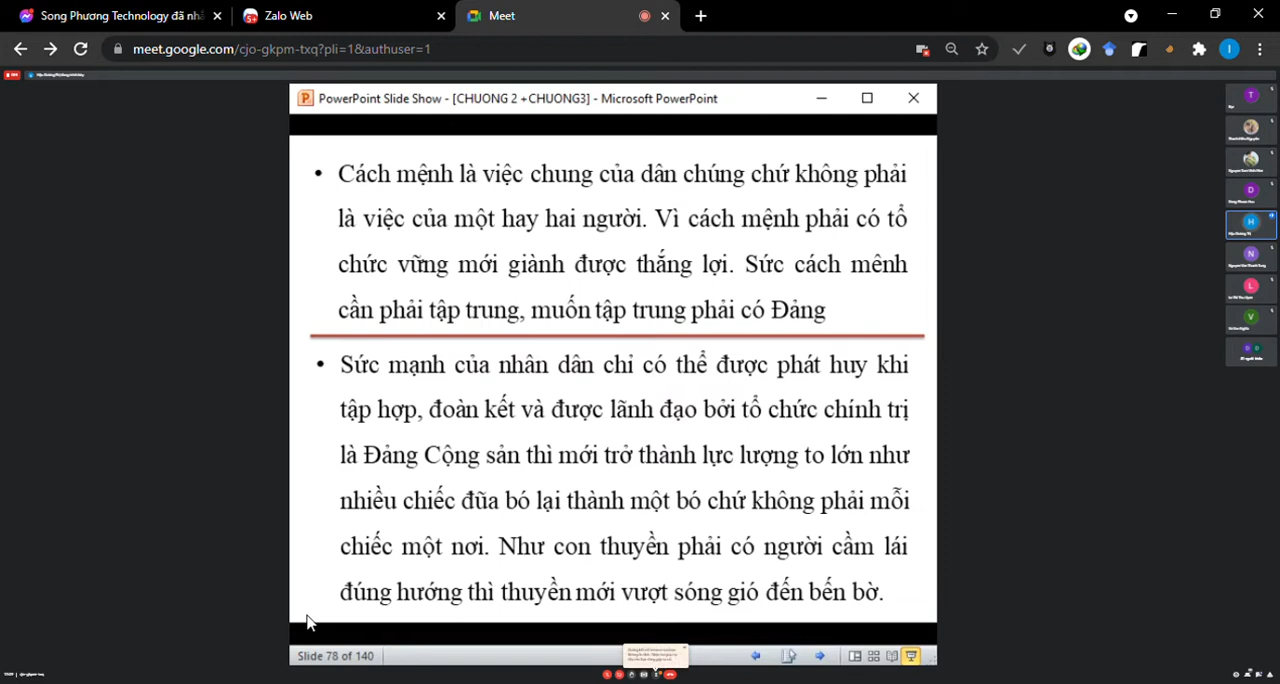 Song Phương Technology đã nhắ
Zalo Web
Meet
meet.google.com/cjo-gkpm-txq?pli=1&authuser=1
PowerPoint Slide Show - [CHUONG 2 +CHUONG3] - Microsoft PowerPoint
• Cách mệnh là việc chung của dân chúng chứ không phải
là việc của một hay hai người. Vì cách mệnh phải có tổ
chức vững mới giành được thắng lợi. Sức cách mênh
cần phải tập trung, muốn tập trung phải có Đảng
• Sức mạnh của nhân dân chỉ có thể được phát huy khi
tập hợp, đoàn kết và được lãnh đạo bởi tổ chức chính trị
là Đảng Cộng sản thì mới trở thành lực lượng to lớn như
nhiều chiếc đũa bó lại thành một bó chứ không phải mỗi
chiếc một nơi. Như con thuyền phải có người cầm lái
đúng hướng thì thuyền mới vượt sóng gió đến bến bờ.
Slide 78 of 140
T
D
H
N
L
V
D D
I